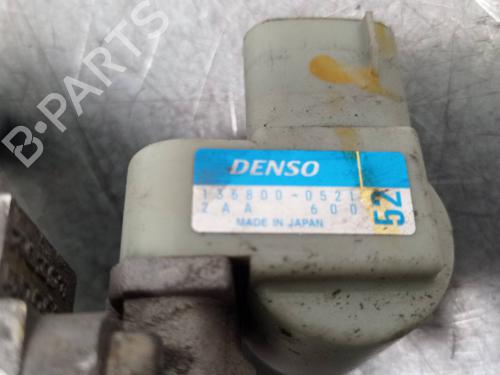 B-PARTS
DENSO
136800-0521
2AA 600
52
MADE IN JAPAN